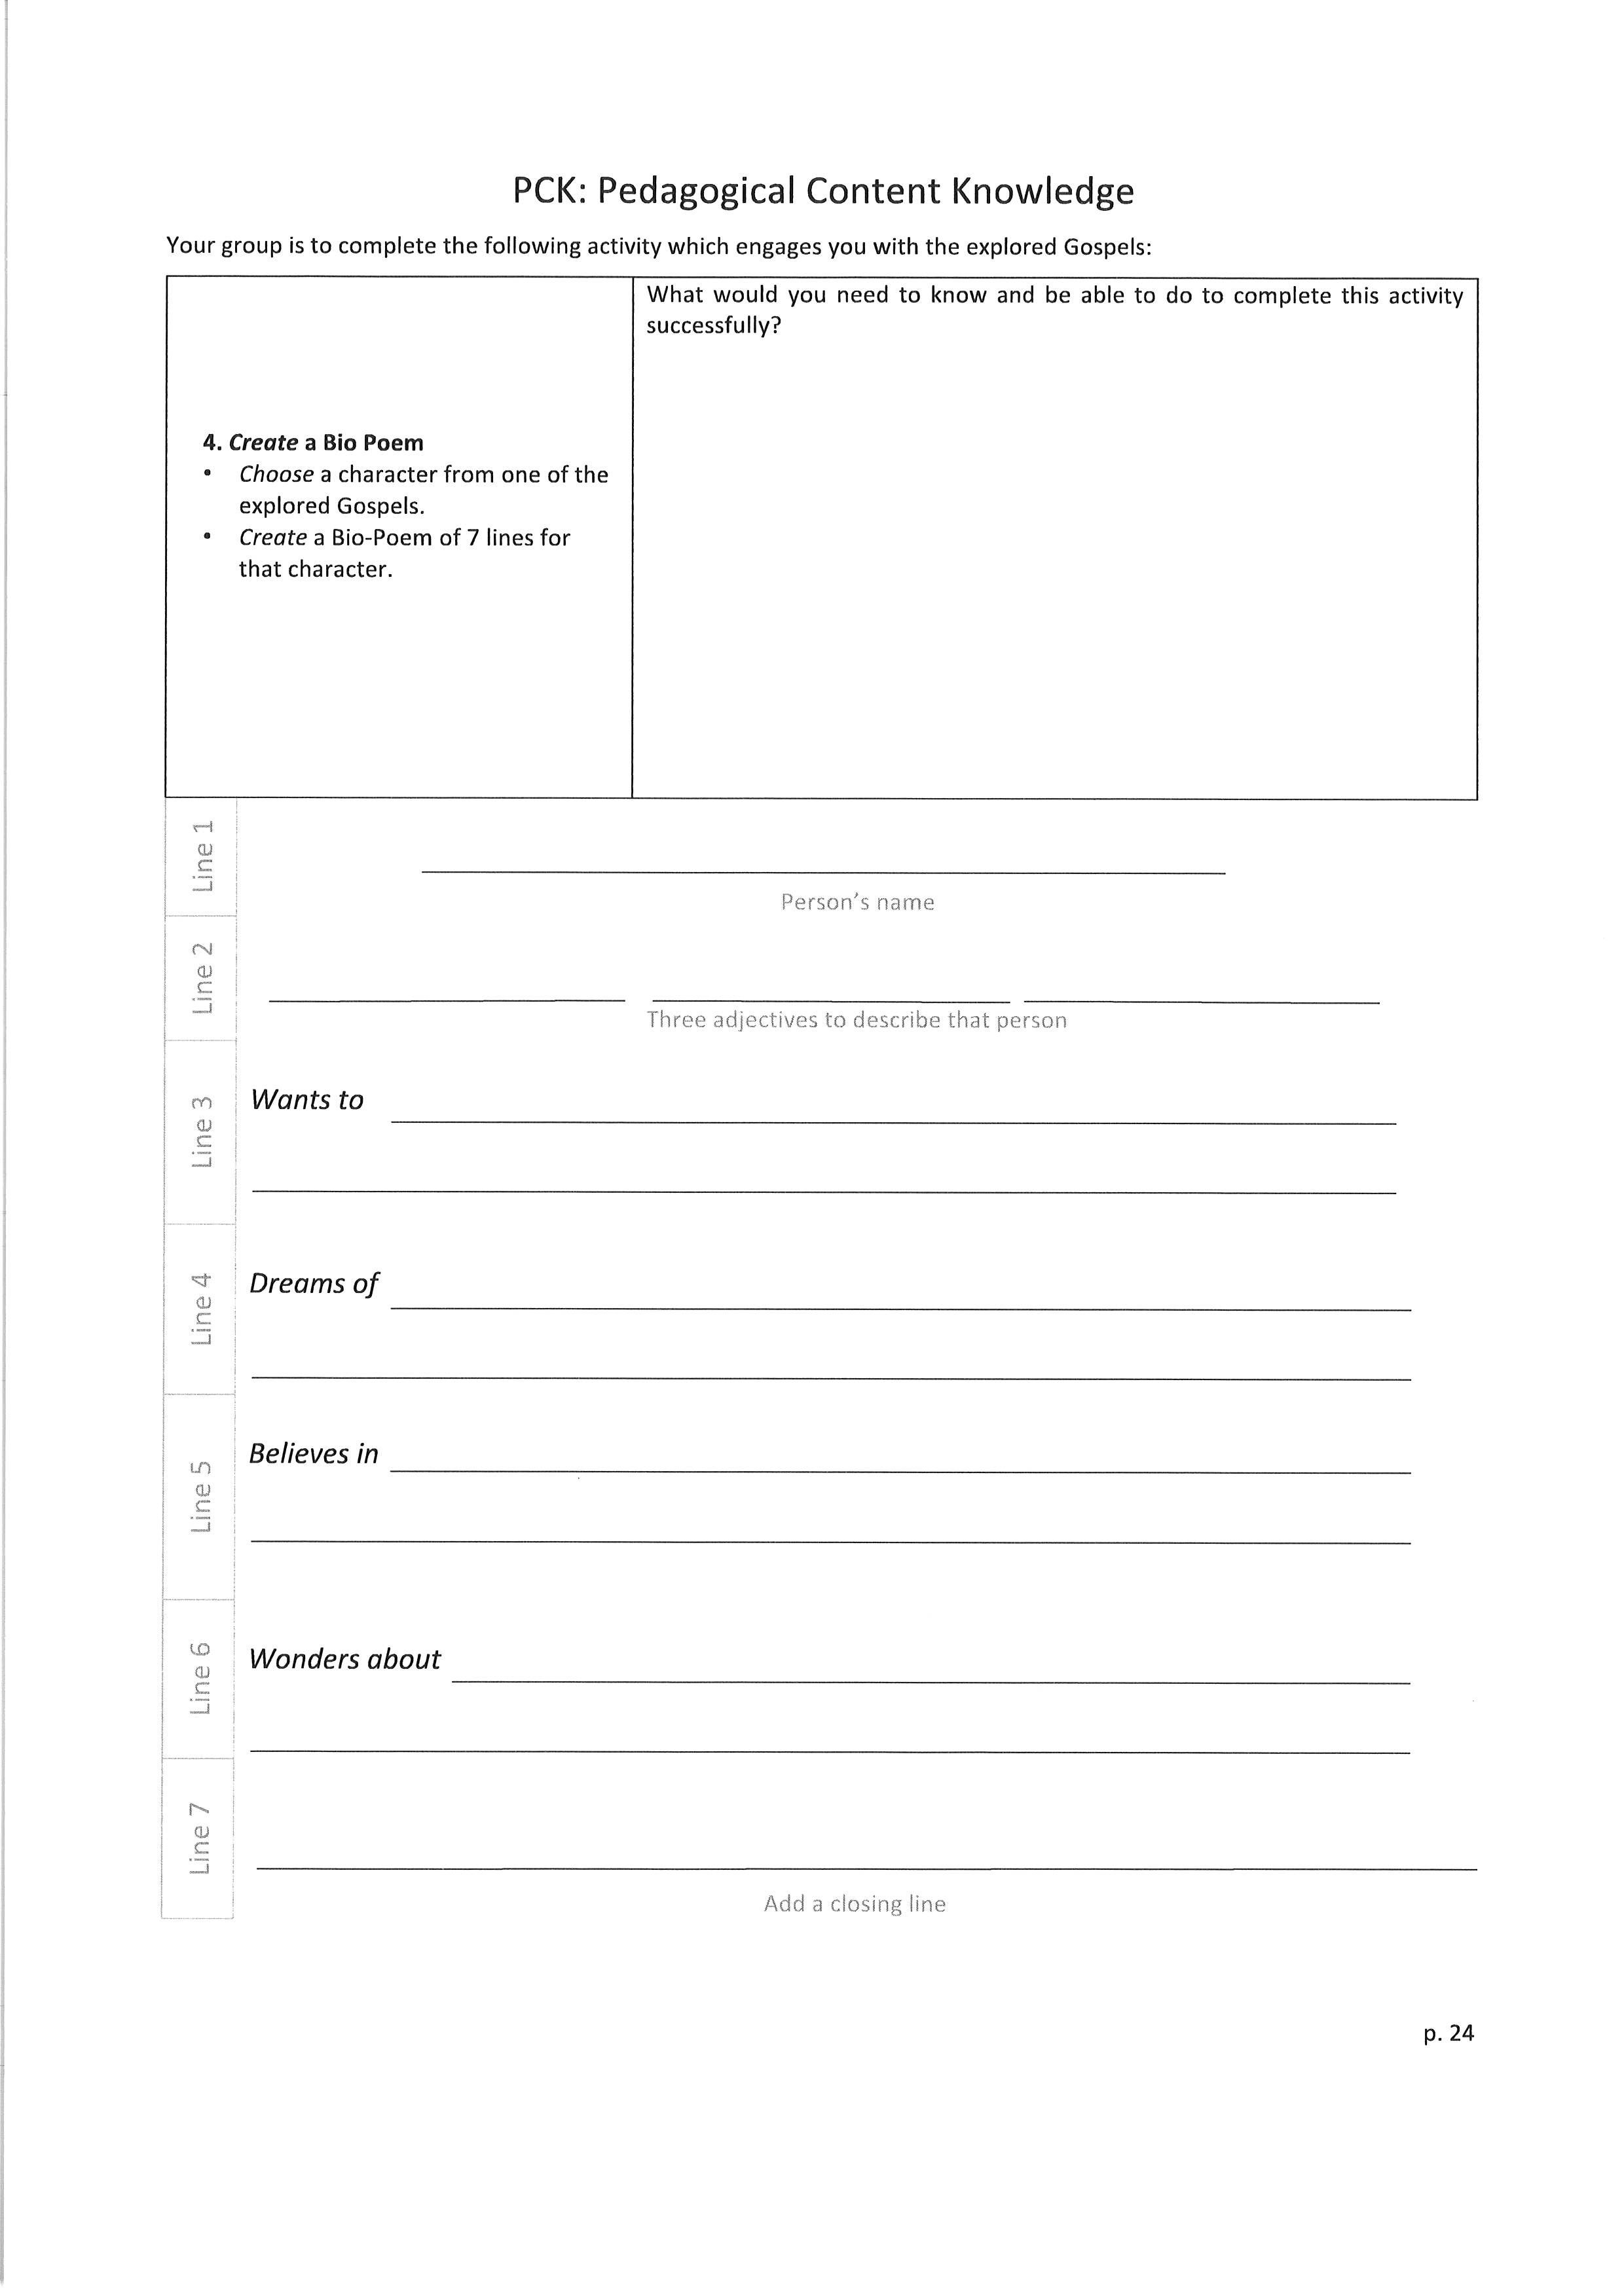 PCK: Pedagogical Content Knowledge
Your group is to complete the following activity which engages you with the explored Gospels:
4. Create a Bio Poem
• Choose a character from one of the
explored Gospels.
• Create a Bio-Poem of 7 lines for
that character.
What would you need to know and be able to do to complete this activity
successfully?
Line 1
Person's name
Line 2
Three adjectives to describe that person
Line 3
Wants to
Line 4
Dreams of
Line 5
Believes in
Line 6
Wonders about
Line 7
Add a closing line
p. 24